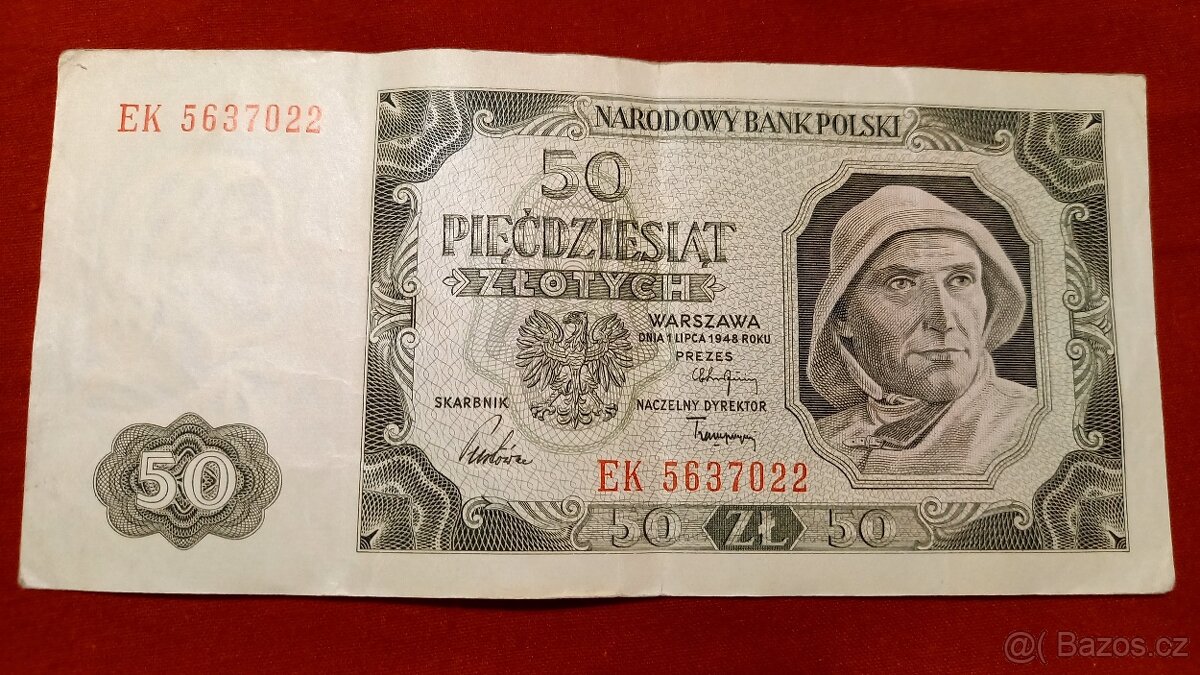 EK 5637022
NARODOWY BANK POLSKI
50
PIĘĆDZIESIĄT
ZŁOTYCH
WARSZAWA
DNIA 1 LIPCA 1948 ROKU
PREZES
SKARBNIK
NACZELNY DYREKTOR
EK 5637022
50
50 ZŁ 50
Bazos.cz